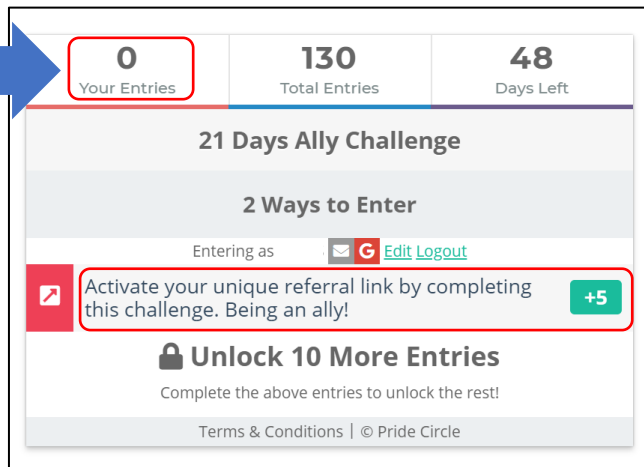 0
Your Entries
130
Total Entries
48
Days Left
21 Days Ally Challenge
2 Ways to Enter
Entering as G Edit Logout
Activate your unique referral link by completing
this challenge. Being an ally!
+5
Unlock 10 More Entries
Complete the above entries to unlock the rest!
Terms & Conditions | © Pride Circle